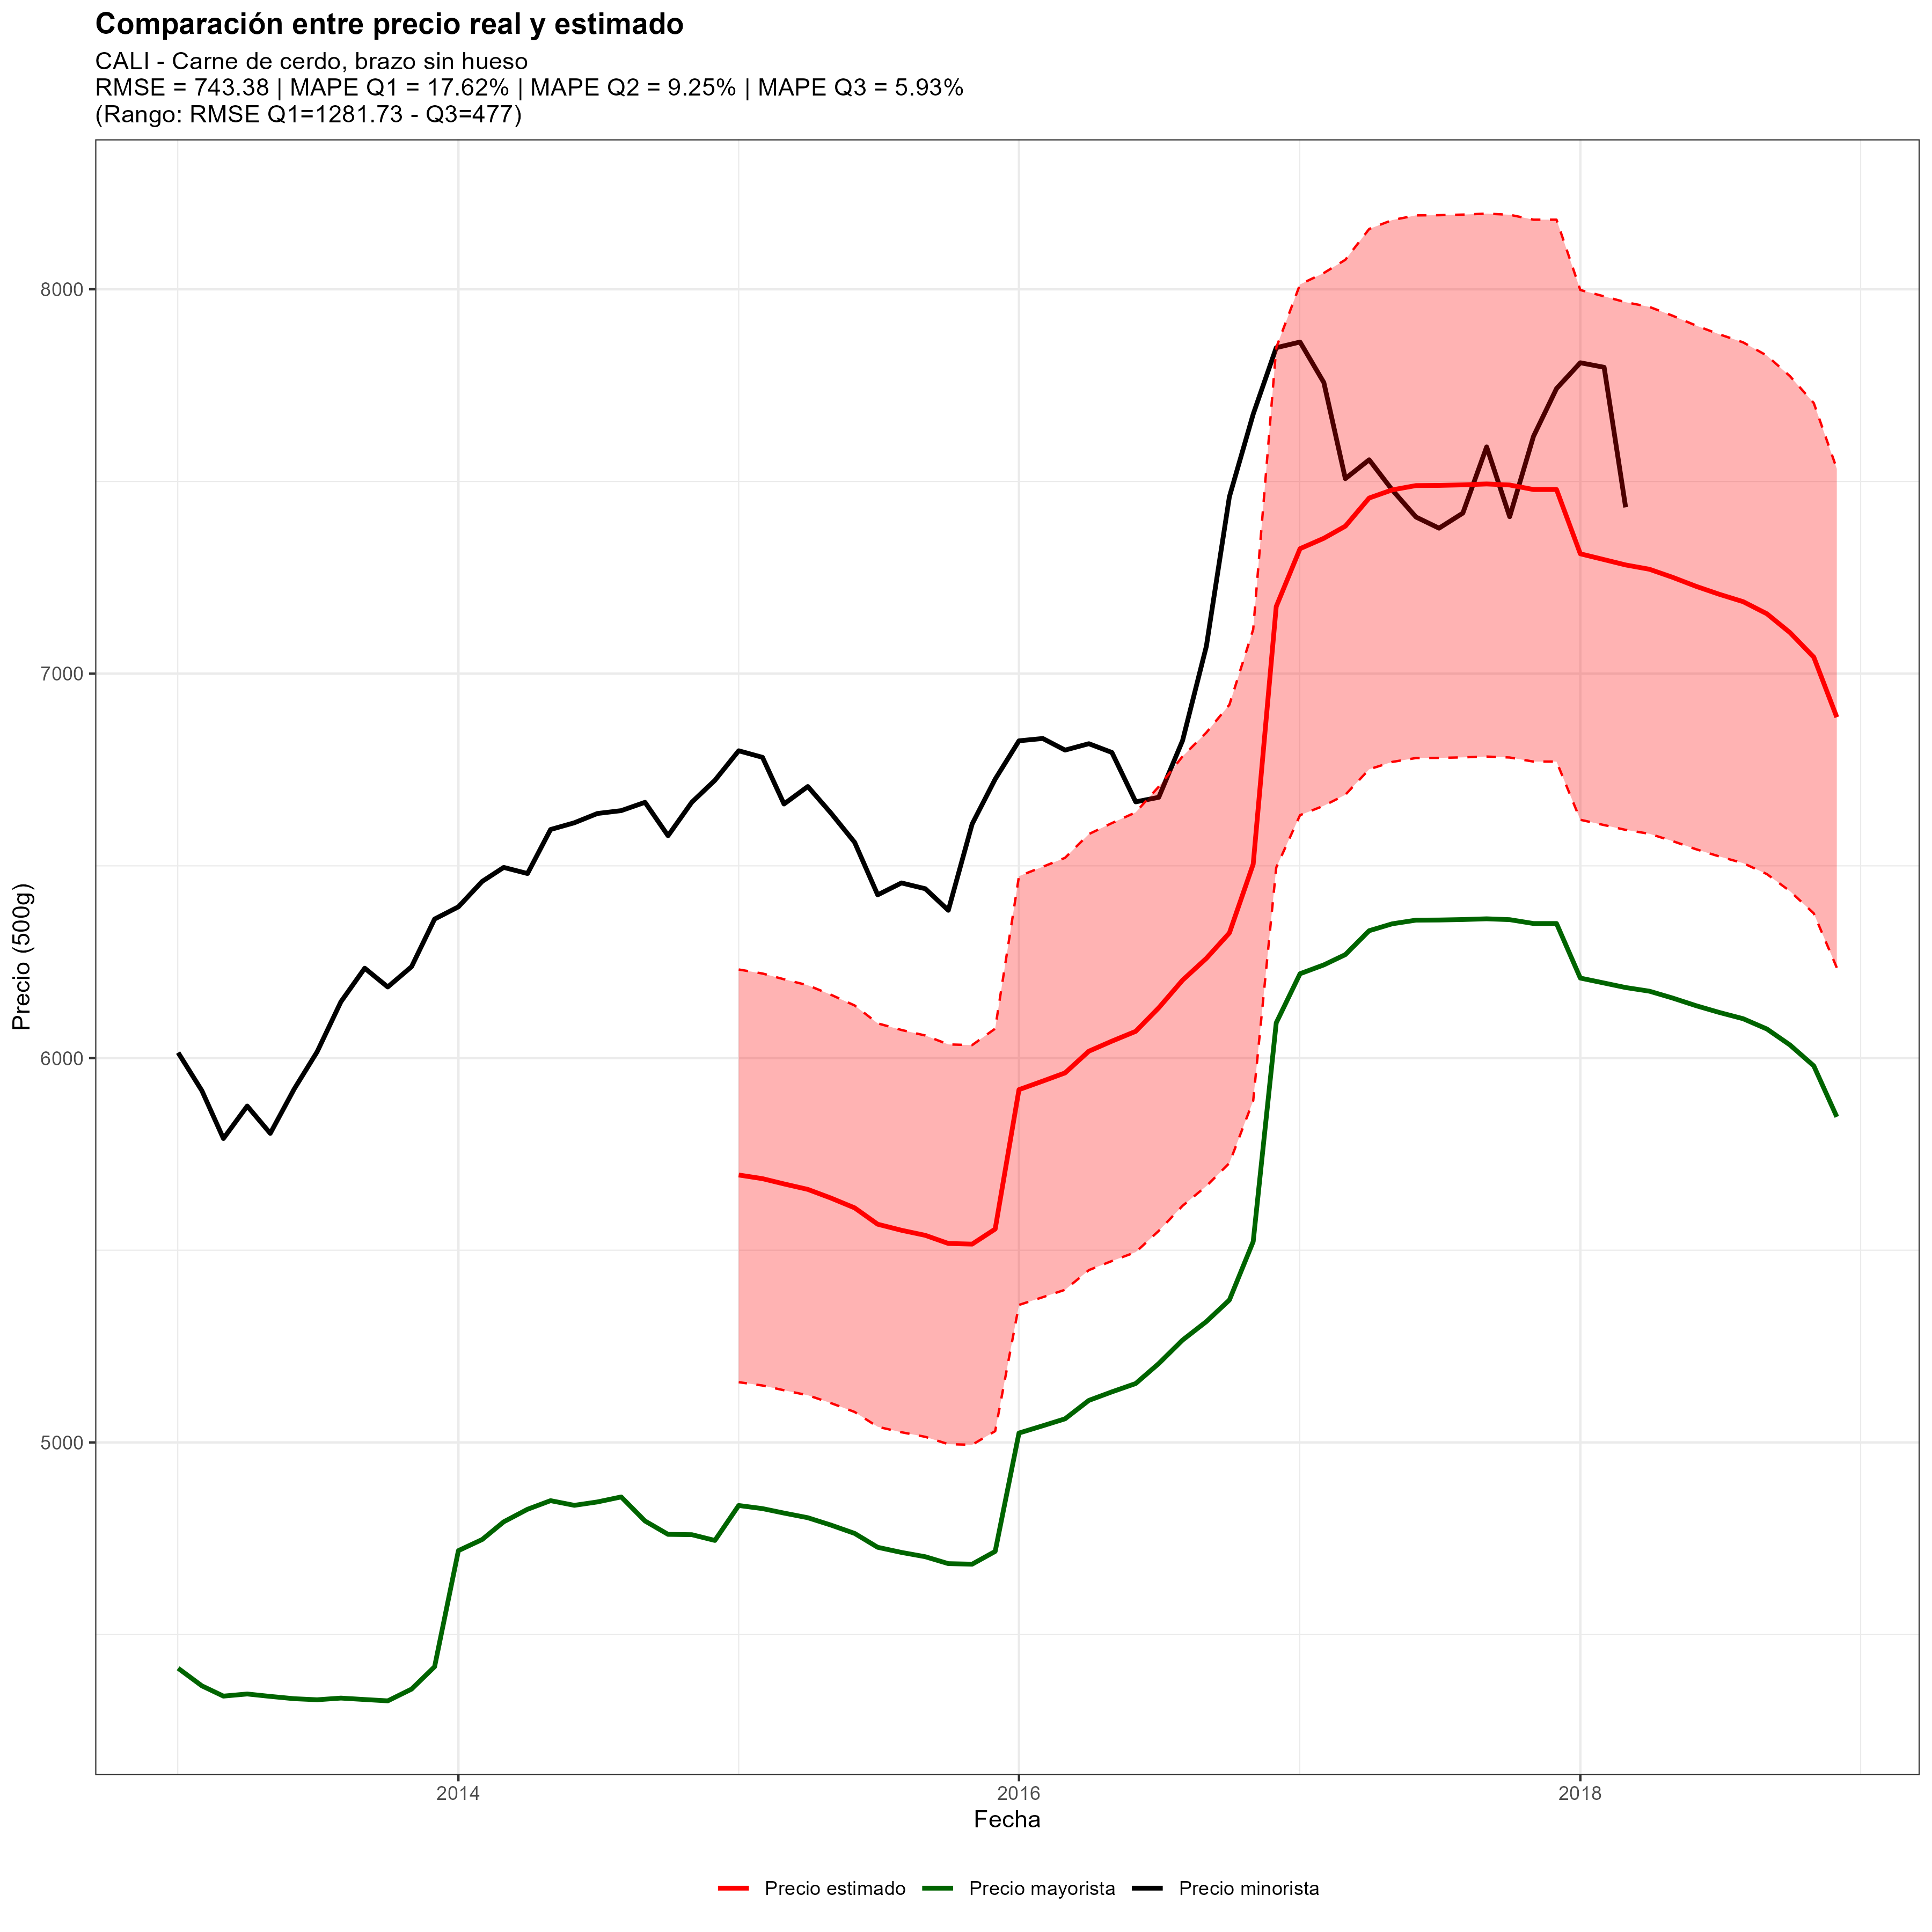 Comparación entre precio real y estimado
CALI - Carne de cerdo, brazo sin hueso
RMSE = 743.38 | MAPE Q1 = 17.62% | MAPE Q2 = 9.25% | MAPE Q3 = 5.93%
(Rango: RMSE Q1=1281.73 - Q3=477)
Precio (500g)
8000
7000
6000
5000
2014
2016
2018
Fecha
Precio estimado
Precio mayorista
Precio minorista